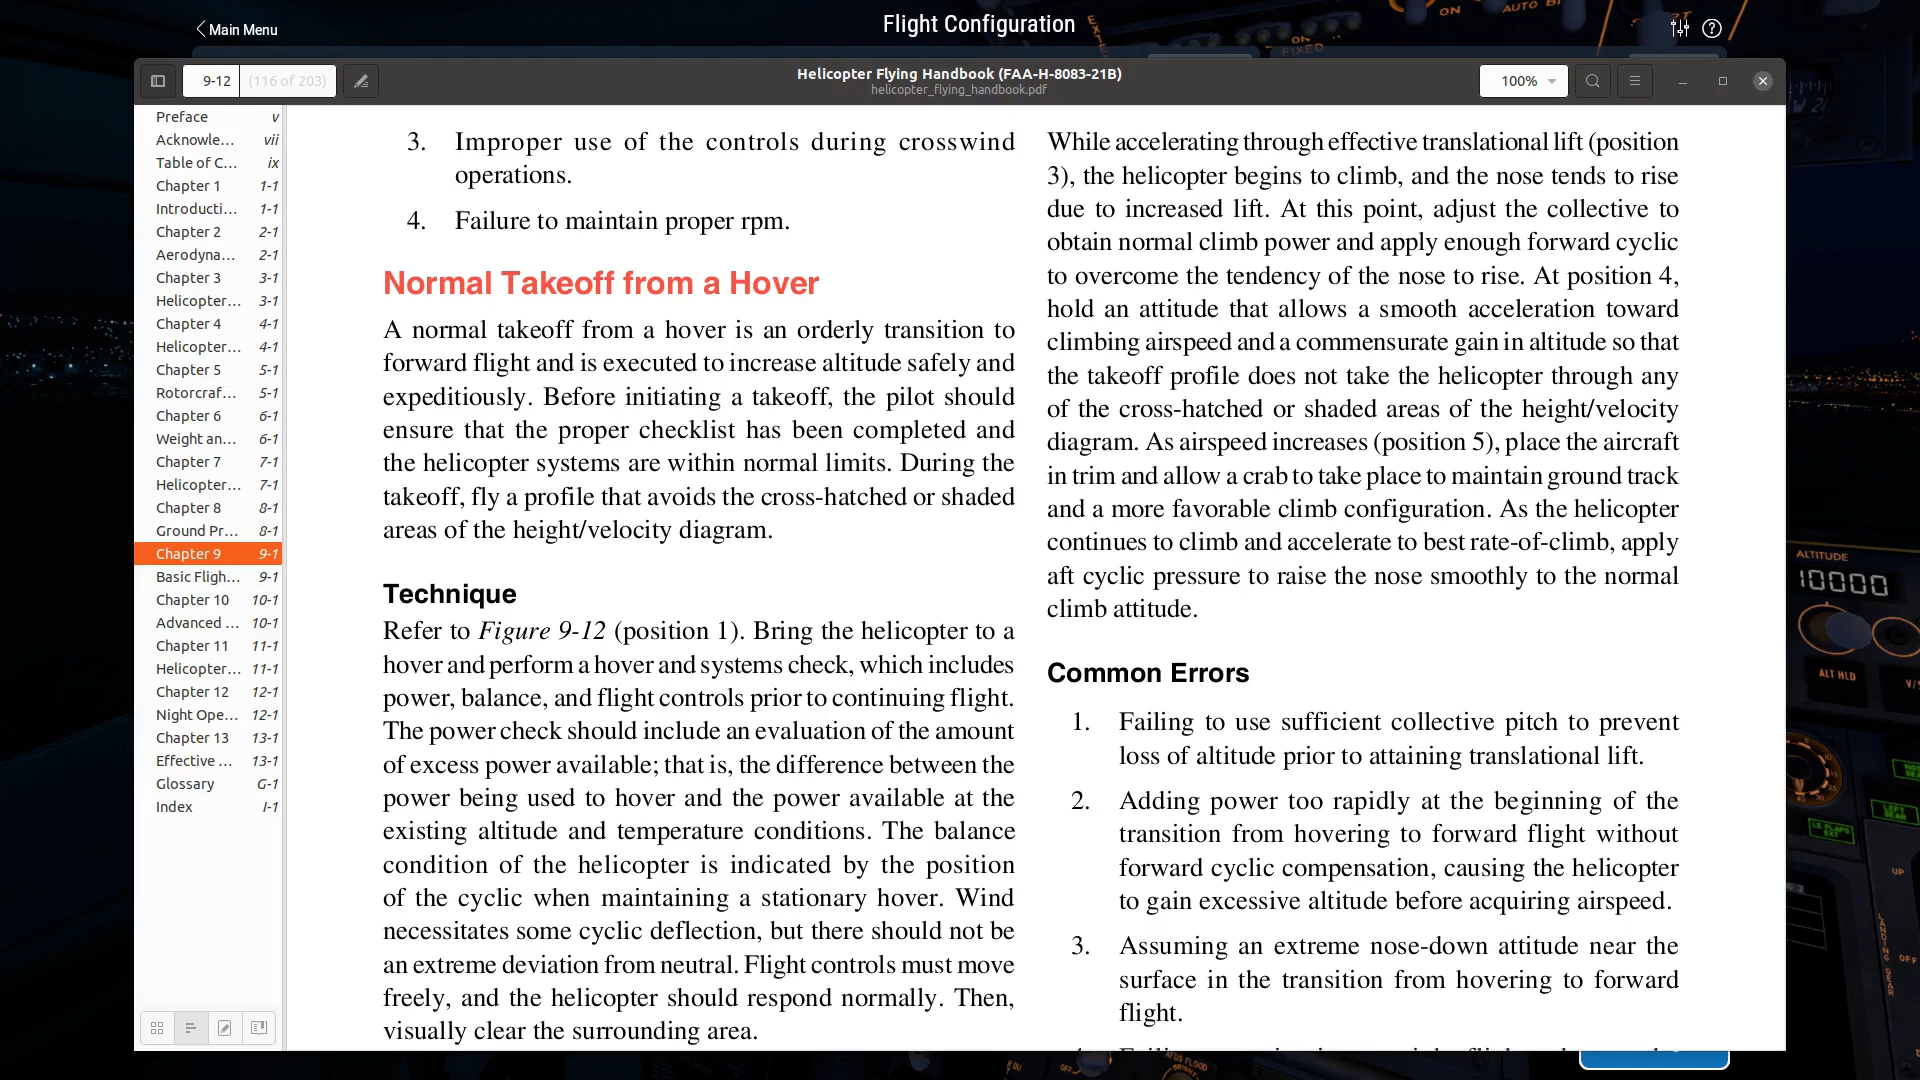 Main Menu
Flight Configuration
ON
AUTO
ON
FIXED
9-12
(116 of 203)
Helicopter Flying Handbook (FAA-H-8083-21B)
helicopter_flying_handbook.pdf
100%
Preface v
Acknowle... vii
Table of C... ix
Chapter 1 1-1
Introducti... 1-1
Chapter 2 2-1
Aerodyna... 2-1
Chapter 3 3-1
Helicopter... 3-1
Chapter 4 4-1
Helicopter... 4-1
Chapter 5 5-1
Rotorcraf... 5-1
Chapter 6 6-1
Weight an... 6-1
Chapter 7 7-1
Helicopter... 7-1
Chapter 8 8-1
Ground Pr... 8-1
Chapter 9 9-1
Basic Fligh... 9-1
Chapter 10 10-1
Advanced ... 10-1
Chapter 11 11-1
Helicopter... 11-1
Chapter 12 12-1
Night Ope... 12-1
Chapter 13 13-1
Effective ... 13-1
Glossary G-1
Index I-1
3. Improper use of the controls during crosswind
operations.
4. Failure to maintain proper rpm.
Normal Takeoff from a Hover
A normal takeoff from a hover is an orderly transition to
forward flight and is executed to increase altitude safely and
expeditiously. Before initiating a takeoff, the pilot should
ensure that the proper checklist has been completed and
the helicopter systems are within normal limits. During the
takeoff, fly a profile that avoids the cross-hatched or shaded
areas of the height/velocity diagram.
Technique
Refer to Figure 9-12 (position 1). Bring the helicopter to a
hover and perform a hover and systems check, which includes
power, balance, and flight controls prior to continuing flight.
The power check should include an evaluation of the amount
of excess power available; that is, the difference between the
power being used to hover and the power available at the
existing altitude and temperature conditions. The balance
condition of the helicopter is indicated by the position
of the cyclic when maintaining a stationary hover. Wind
necessitates some cyclic deflection, but there should not be
an extreme deviation from neutral. Flight controls must move
freely, and the helicopter should respond normally. Then,
visually clear the surrounding area.
While accelerating through effective translational lift (position
3), the helicopter begins to climb, and the nose tends to rise
due to increased lift. At this point, adjust the collective to
obtain normal climb power and apply enough forward cyclic
to overcome the tendency of the nose to rise. At position 4,
hold an attitude that allows a smooth acceleration toward
climbing airspeed and a commensurate gain in altitude so that
the takeoff profile does not take the helicopter through any
of the cross-hatched or shaded areas of the height/velocity
diagram. As airspeed increases (position 5), place the aircraft
in trim and allow a crab to take place to maintain ground track
and a more favorable climb configuration. As the helicopter
continues to climb and accelerate to best rate-of-climb, apply
aft cyclic pressure to raise the nose smoothly to the normal
climb attitude.
Common Errors
1. Failing to use sufficient collective pitch to prevent
loss of altitude prior to attaining translational lift.
2. Adding power too rapidly at the beginning of the
transition from hovering to forward flight without
forward cyclic compensation, causing the helicopter
to gain excessive altitude before acquiring airspeed.
3. Assuming an extreme nose-down attitude near the
surface in the transition from hovering to forward
flight.
ALTITUDE
10000
ALT HLD
V/S
LEFT
GEAR
LE FLAPS
EXT
UP
LANDING GEAR
OFF
OFF
BRIGHT